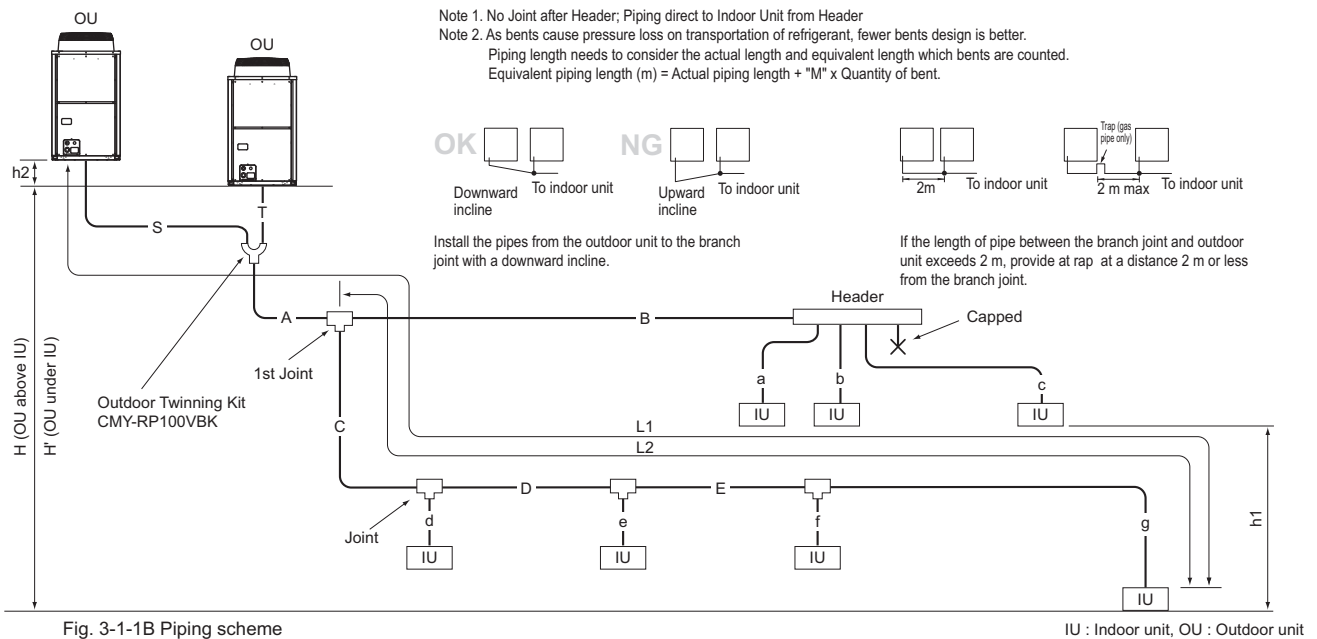 Note 1. No Joint after Header; Piping direct to Indoor Unit from Header
Note 2. As bents cause pressure loss on transportation of refrigerant, fewer bents design is better.
Piping length needs to consider the actual length and equivalent length which bents are counted.
Equivalent piping length (m) = Actual piping length + "M" x Quantity of bent.
OU
OU
h2
S
T
OK
Downward
incline
To indoor unit
NG
Upward
incline
To indoor unit
Install the pipes from the outdoor unit to the branch
joint with a downward incline.
2m
To indoor unit
Trap (gas
pipe only)
2 m max
To indoor unit
If the length of pipe between the branch joint and outdoor
unit exceeds 2 m, provide at rap at a distance 2 m or less
from the branch joint.
H (OU above IU)
H' (OU under IU)
Outdoor Twinning Kit
CMY-RP100VBK
A
1st Joint
B
Header
Capped
a
b
c
IU
IU
IU
C
L1
L2
h1
Joint
D
E
d
e
f
g
IU
IU
IU
IU
Fig. 3-1-1B Piping scheme
IU : Indoor unit, OU : Outdoor unit